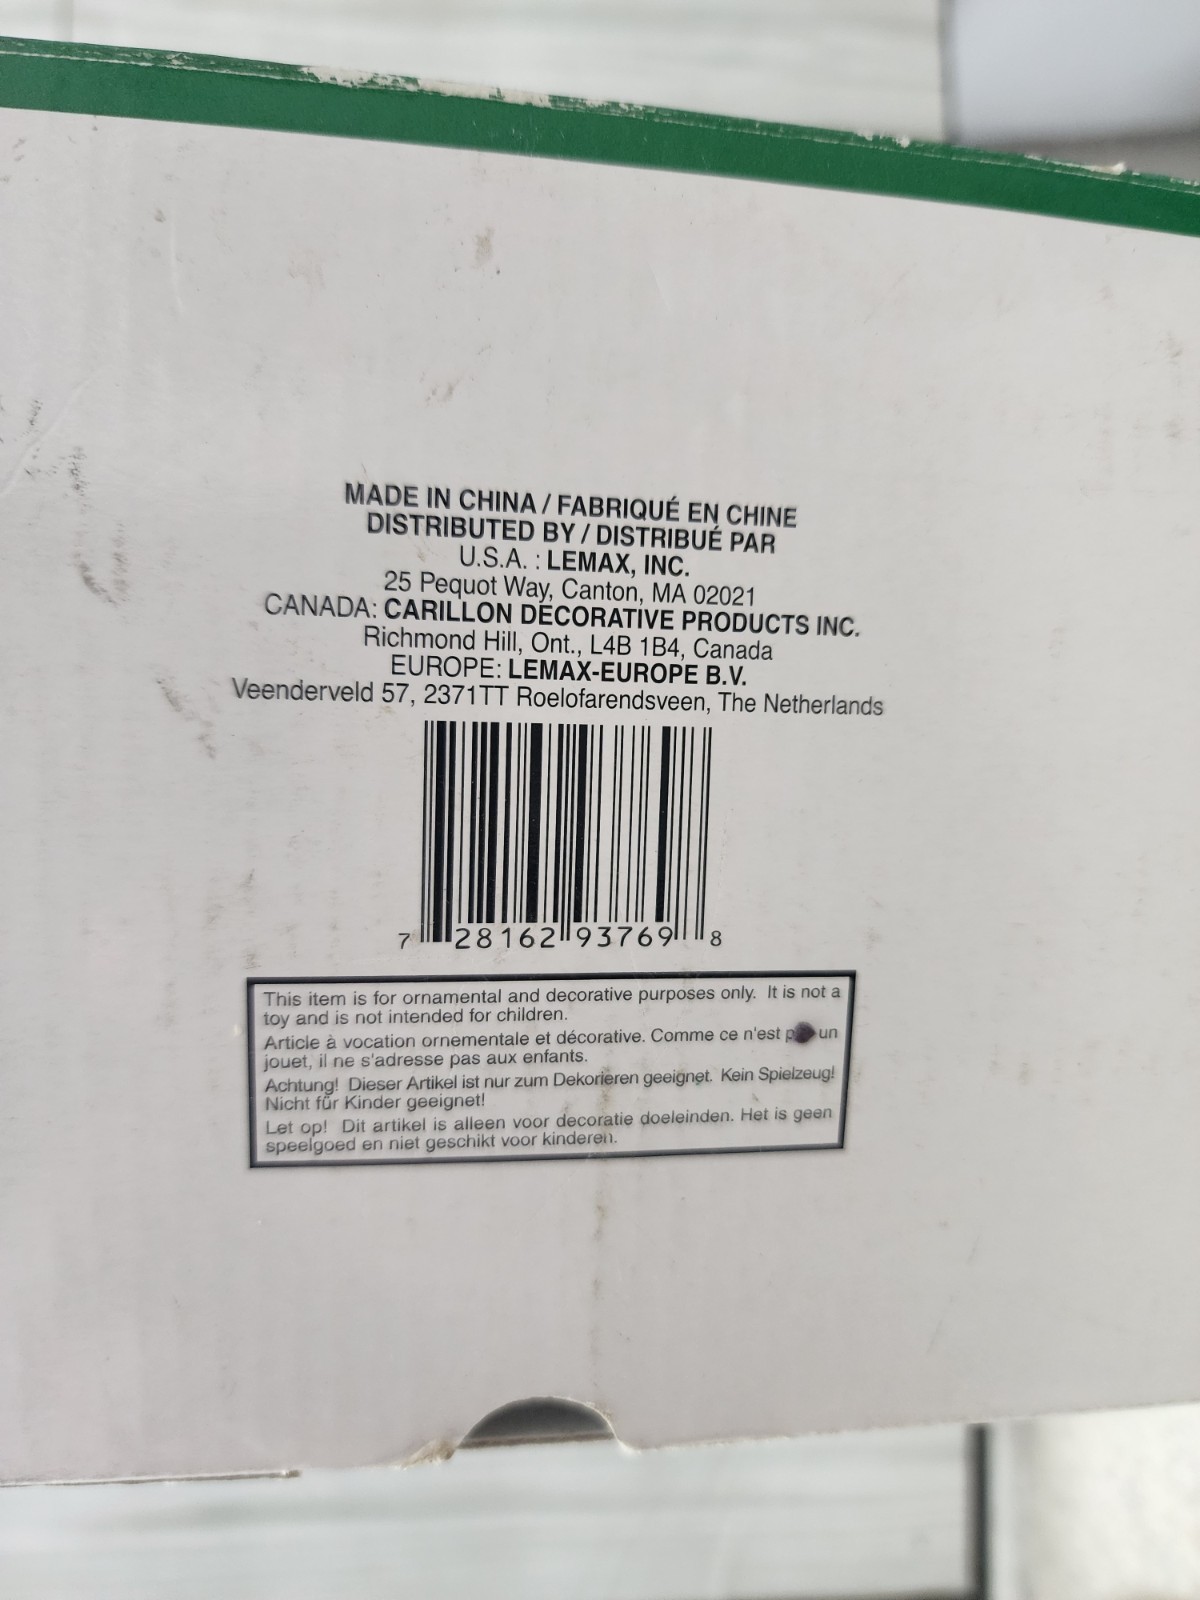 MADE IN CHINA / FABRIQUÉ EN CHINE
DISTRIBUTED BY / DISTRIBUÉ PAR
U.S.A. : LEMAX, INC.
25 Pequot Way, Canton, MA 02021
CANADA: CARILLON DECORATIVE PRODUCTS INC.
Richmond Hill, Ont., L4B 1B4, Canada
EUROPE: LEMAX-EUROPE B.V.
Veenderveld 57, 2371TT Roelofarendsveen, The Netherlands
7 28162 93769 8
This item is for ornamental and decorative purposes only. It is not a
toy and is not intended for children.
Article à vocation ornementale et décorative. Comme ce n'est un
jouet, il ne s'adresse pas aux enfants.
Achtung! Dieser Artikel ist nur zum Dekorieren geeignet. Kein Spielzeug!
Nicht für Kinder geeignet!
Let op! Dit artikel is alleen voor decoratie doeleinden. Het is geen
speelgoed en niet geschikt voor kinderen.